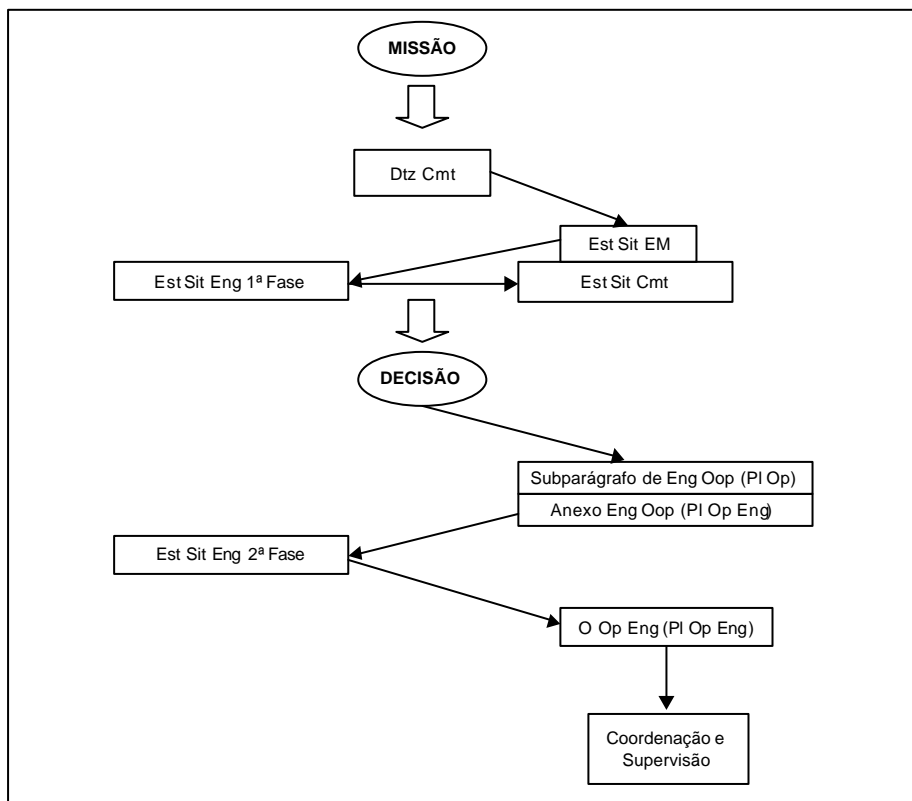 MISSÃO
Dtz Cmt
Est Sit EM
Est Sit Eng 1ª Fase
Est Sit Cmt
DECISÃO
Subparágrafo de Eng Oop (Pl Op)
Anexo Eng Oop (Pl Op Eng)
Est Sit Eng 2ª Fase
O Op Eng (Pl Op Eng)
Coordenação e
Supervisão